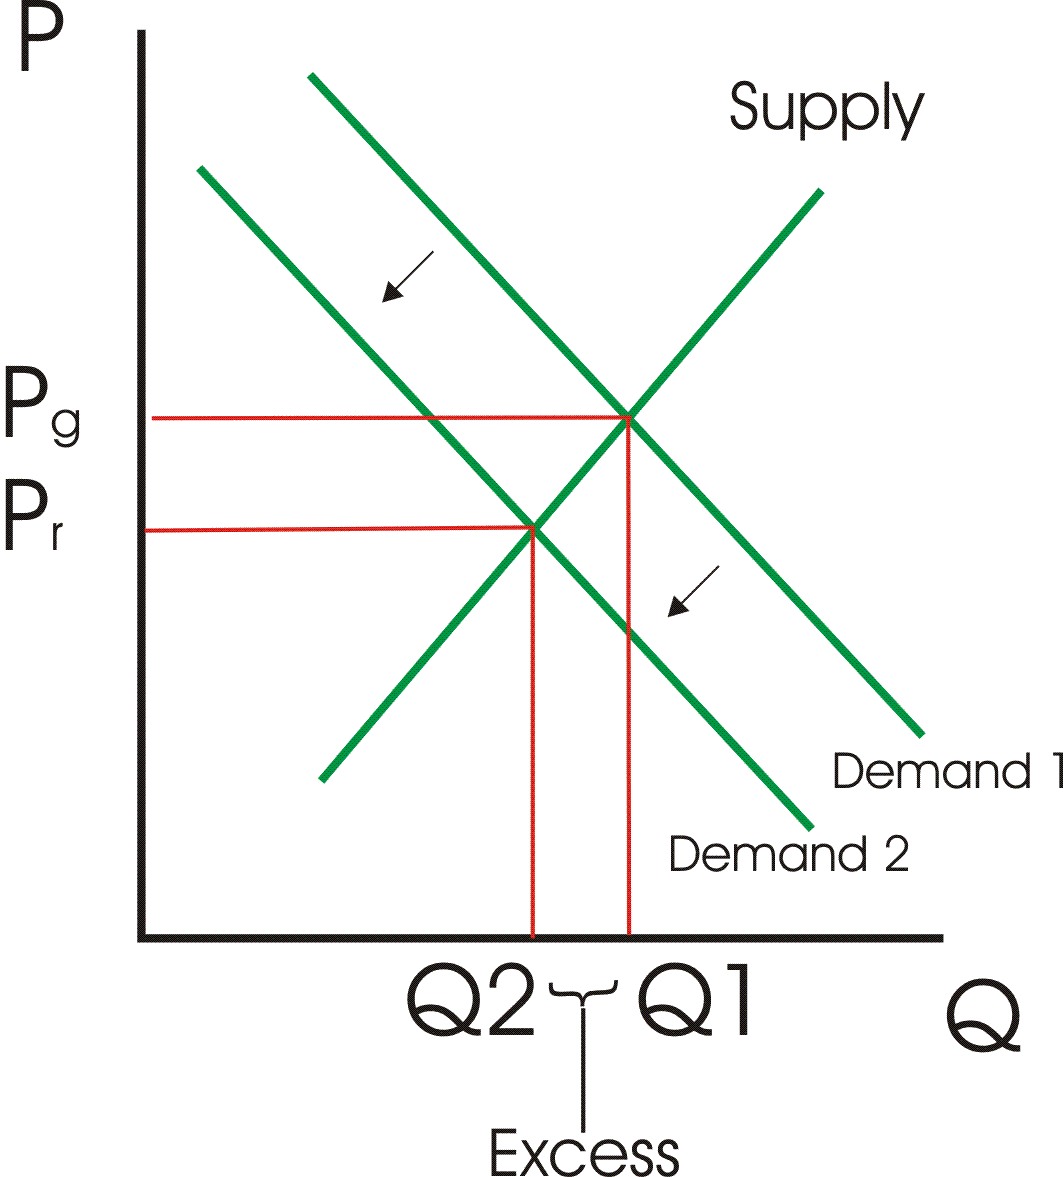 P
Supply
Pg
Pr
Demand 1
Demand 2
Q2 Q1 Q
Excess